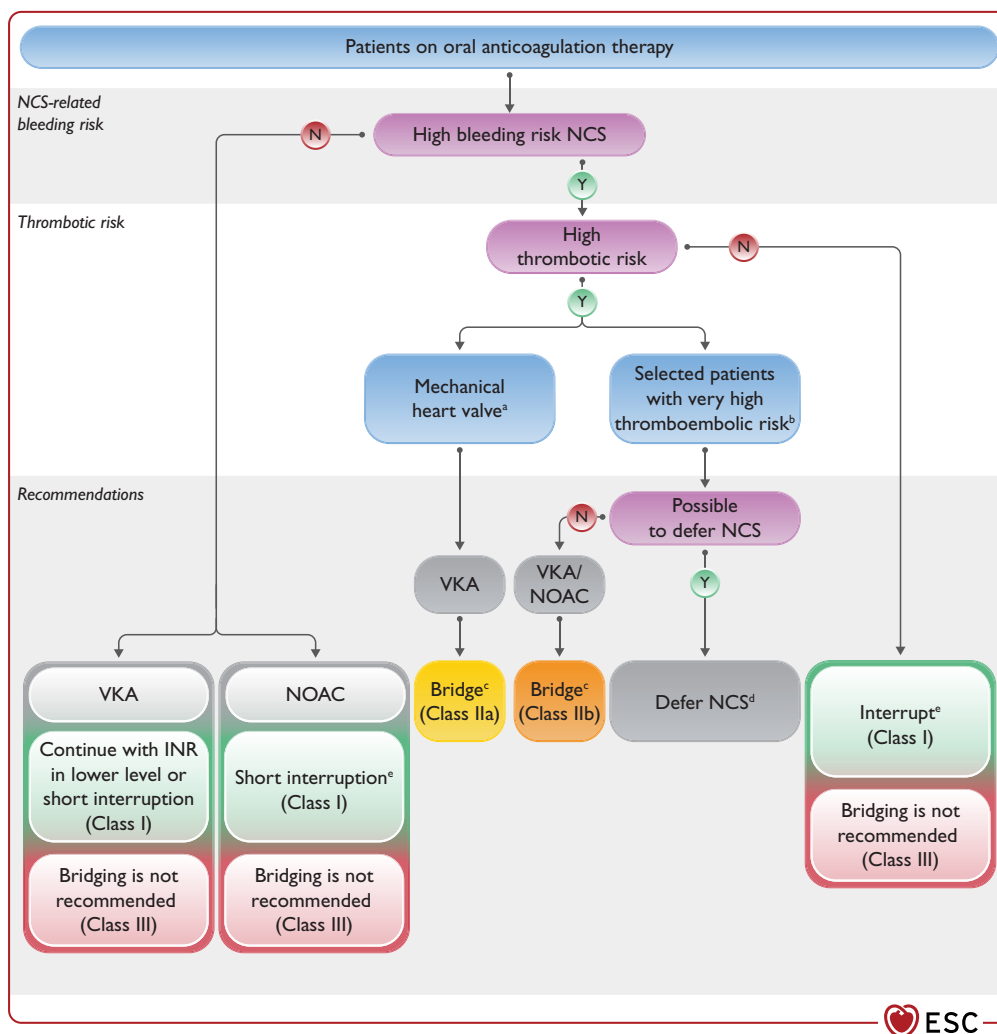 Patients on oral anticoagulation therapy
NCS-related
bleeding risk
N
High bleeding risk NCS
Y
Thrombotic risk
High
thrombotic risk
N
Y
Mechanical
heart valveᵃ
Selected patients
with very high
thromboembolic riskᵇ
Recommendations
Possible
to defer NCS
N
Y
VKA
VKA/
NOAC
VKA
Continue with INR
in lower level or
short interruption
(Class I)
Bridging is not
recommended
(Class III)
NOAC
Short interruptionᵉ
(Class I)
Bridging is not
recommended
(Class III)
Bridgeᶜ
(Class IIa)
Bridgeᶜ
(Class IIb)
Defer NCSᵈ
Interruptᵉ
(Class I)
Bridging is not
recommended
(Class III)
ESC